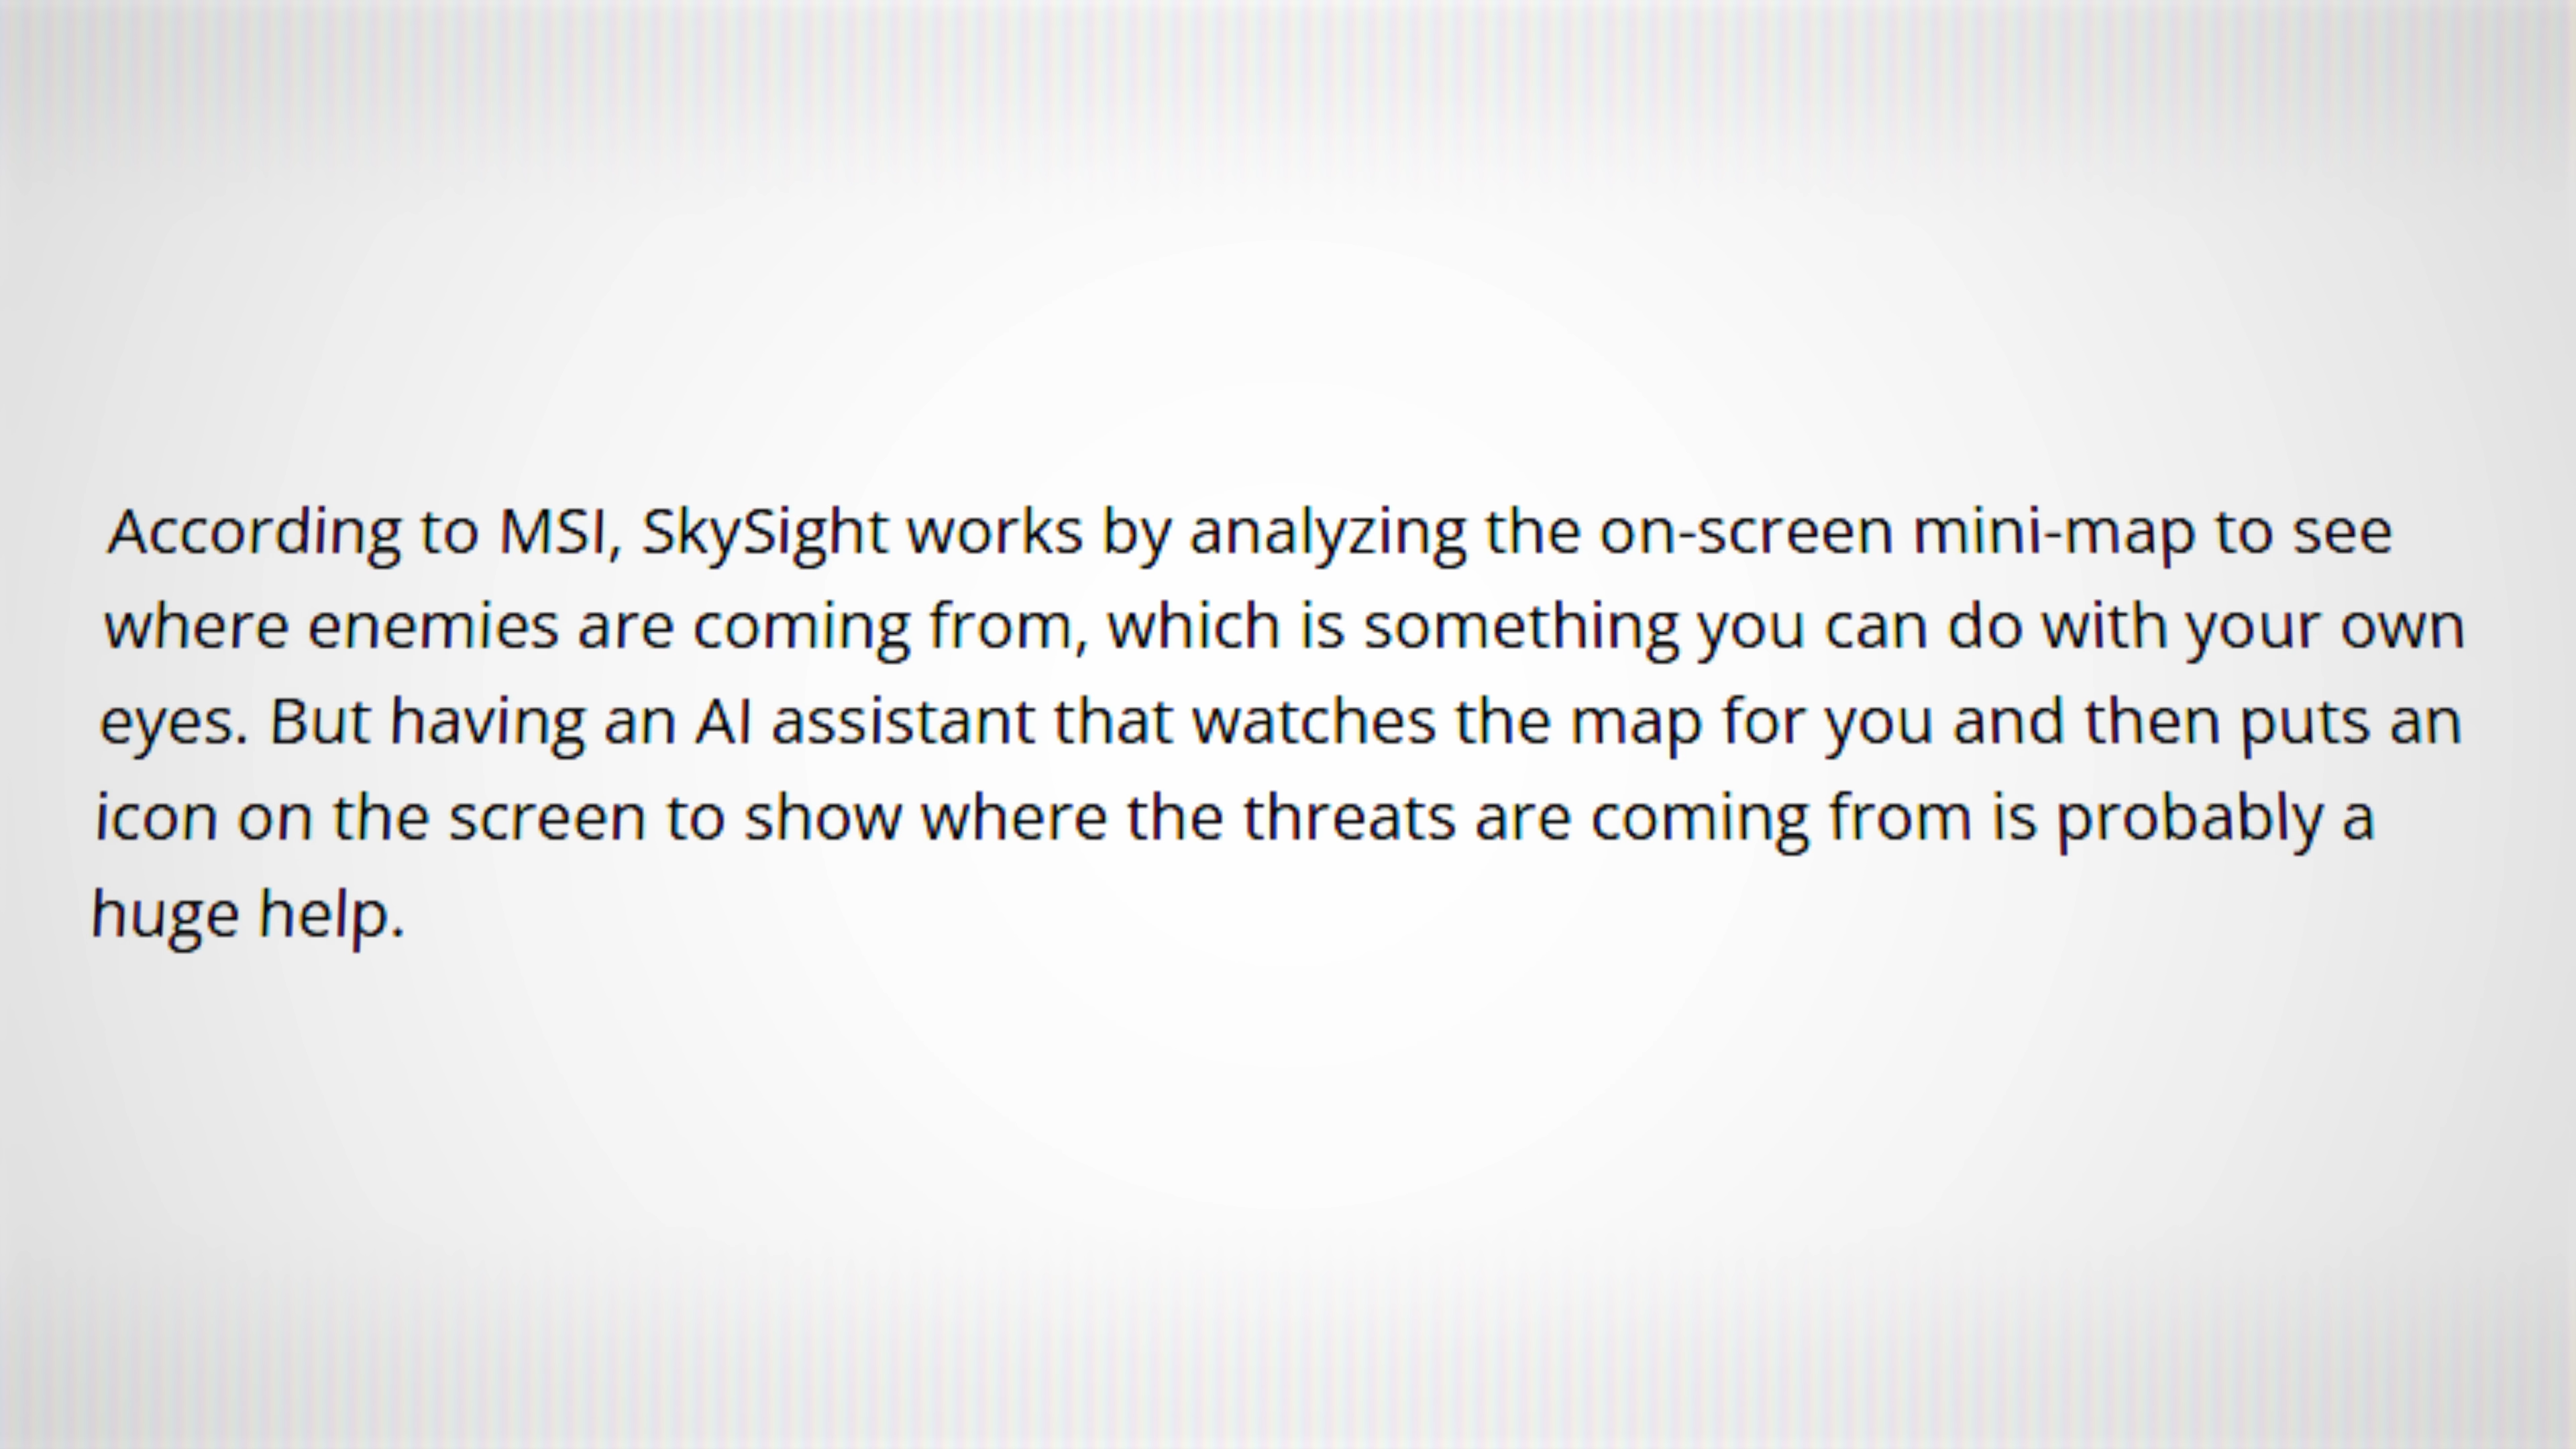 According to MSI, SkySight works by analyzing the on-screen mini-map to see
where enemies are coming from, which is something you can do with your own
eyes. But having an AI assistant that watches the map for you and then puts an
icon on the screen to show where the threats are coming from is probably a
huge help.